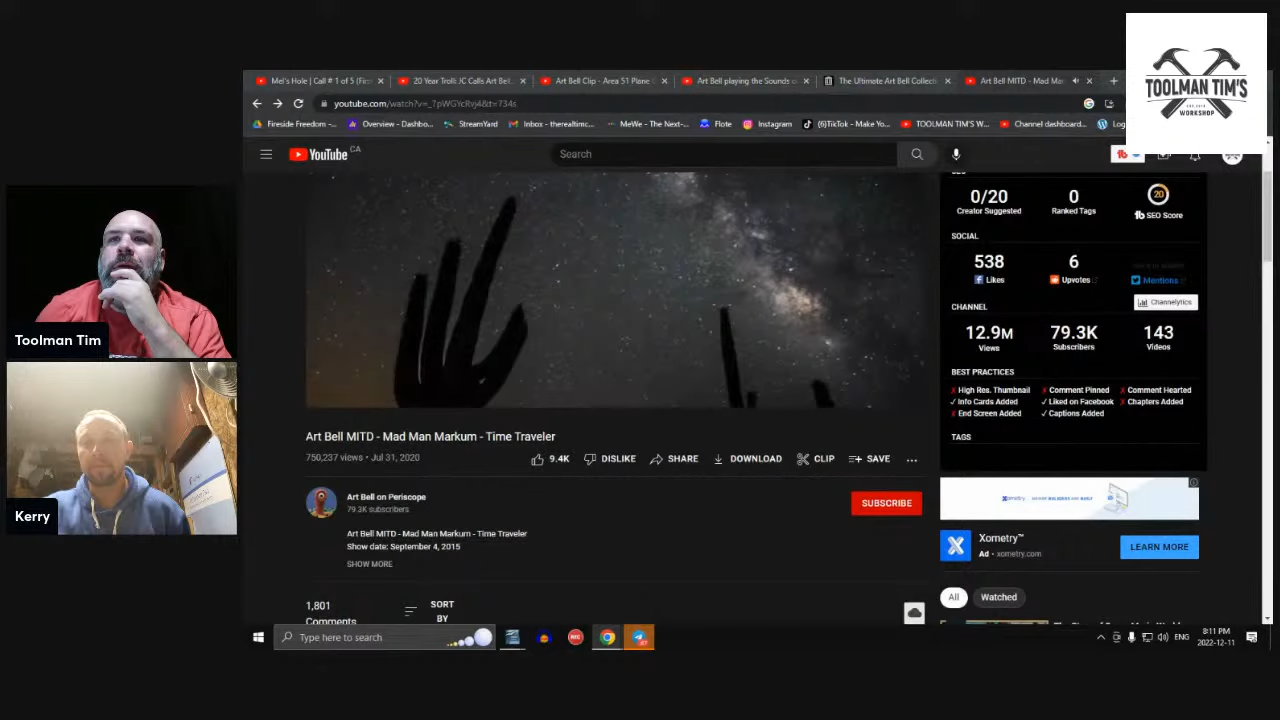 TOOLMAN TIM'S
WORKSHOP
Mel's Hole | Call # 1 of 5 (Firs
20 Year Troll: JC Calls Art Bel
Art Bell Clip - Area 51 Plane
Art Bell playing the Sounds o
The Ultimate Art Bell Collecti
Art Bell MITD - Mad Ma
youtube.com/watch?v=_7pWGYcRvj4&t=734s
Fireside Freedom -...
Overview - Dashbo...
StreamYard
Inbox - therealtimc...
MeWe - The Next-...
Flote
Instagram
(6)TikTok - Make Yo...
TOOLMAN TIM'S W...
Channel dashboard...
Log
YouTube CA
Search
0/20
0
20
Creator Suggested
Ranked Tags
SEO Score
SOCIAL
538
6
Likes
Upvotes
Mentions
CHANNEL
Channelytics
12.9M
79.3K
143
Views
Subscribers
Videos
BEST PRACTICES
High Res. Thumbnail
Comment Pinned
Comment Hearted
Info Cards Added
Liked on Facebook
Chapters Added
End Screen Added
Captions Added
TAGS
Toolman Tim
Kerry
Art Bell MITD - Mad Man Markum - Time Traveler
750,237 views • Jul 31, 2020
9.4K
DISLIKE
SHARE
DOWNLOAD
CLIP
SAVE
Art Bell on Periscope
79.3K subscribers
SUBSCRIBE
Art Bell MITD - Mad Man Markum - Time Traveler
Show date: September 4, 2015
SHOW MORE
Xometry™
Ad • xometry.com
LEARN MORE
All
Watched
1,801
Comments
SORT
BY
Type here to search
ENG
8:11 PM
2022-12-11